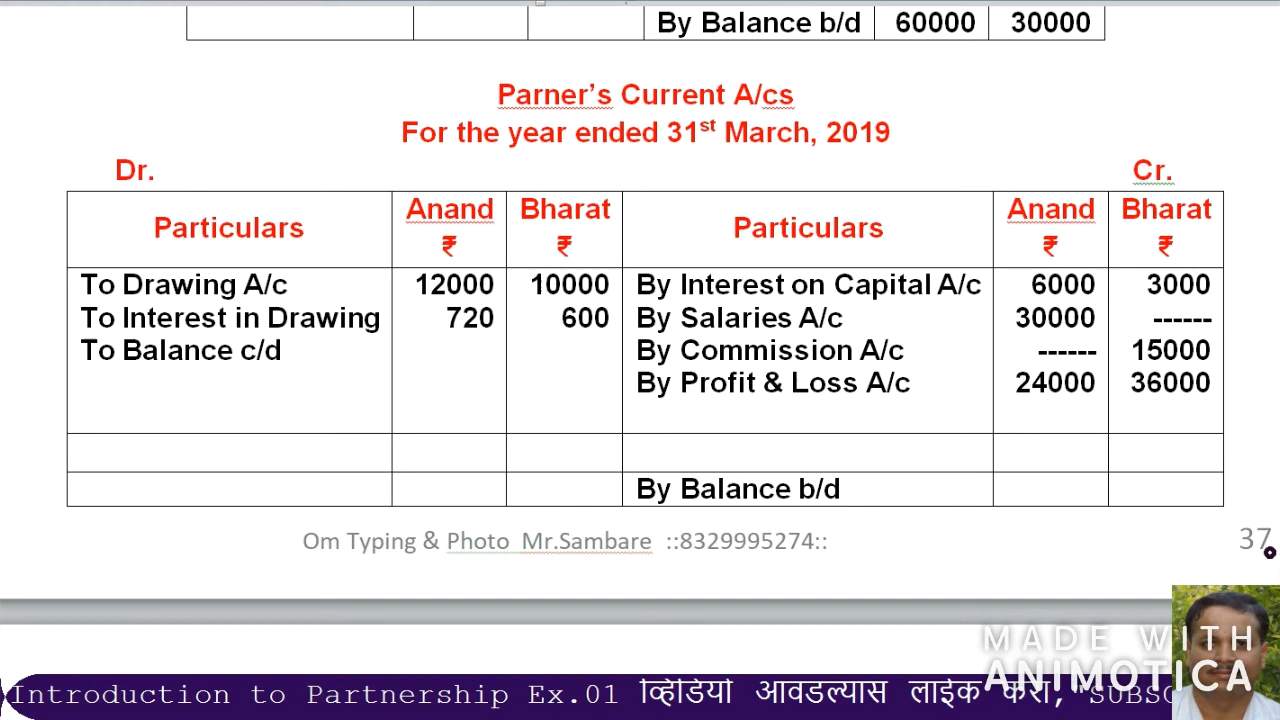 By Balance b/d 60000 30000
Parner's Current A/cs
For the year ended 31st March, 2019
Dr. Cr.
Particulars Anand ₹ Bharat ₹ Particulars Anand ₹ Bharat ₹
To Drawing A/c 12000 10000 By Interest on Capital A/c 6000 3000
To Interest in Drawing 720 600 By Salaries A/c 30000 ------
To Balance c/d By Commission A/c ------ 15000
By Profit & Loss A/c 24000 36000
By Balance b/d
Om Typing & Photo Mr.Sambare ::8329995274::
37
MADE WITH
ANIMOTICA
Introduction to Partnership Ex.01 व्हिडियो आवडल्यास लाईक करा, "SUBSC